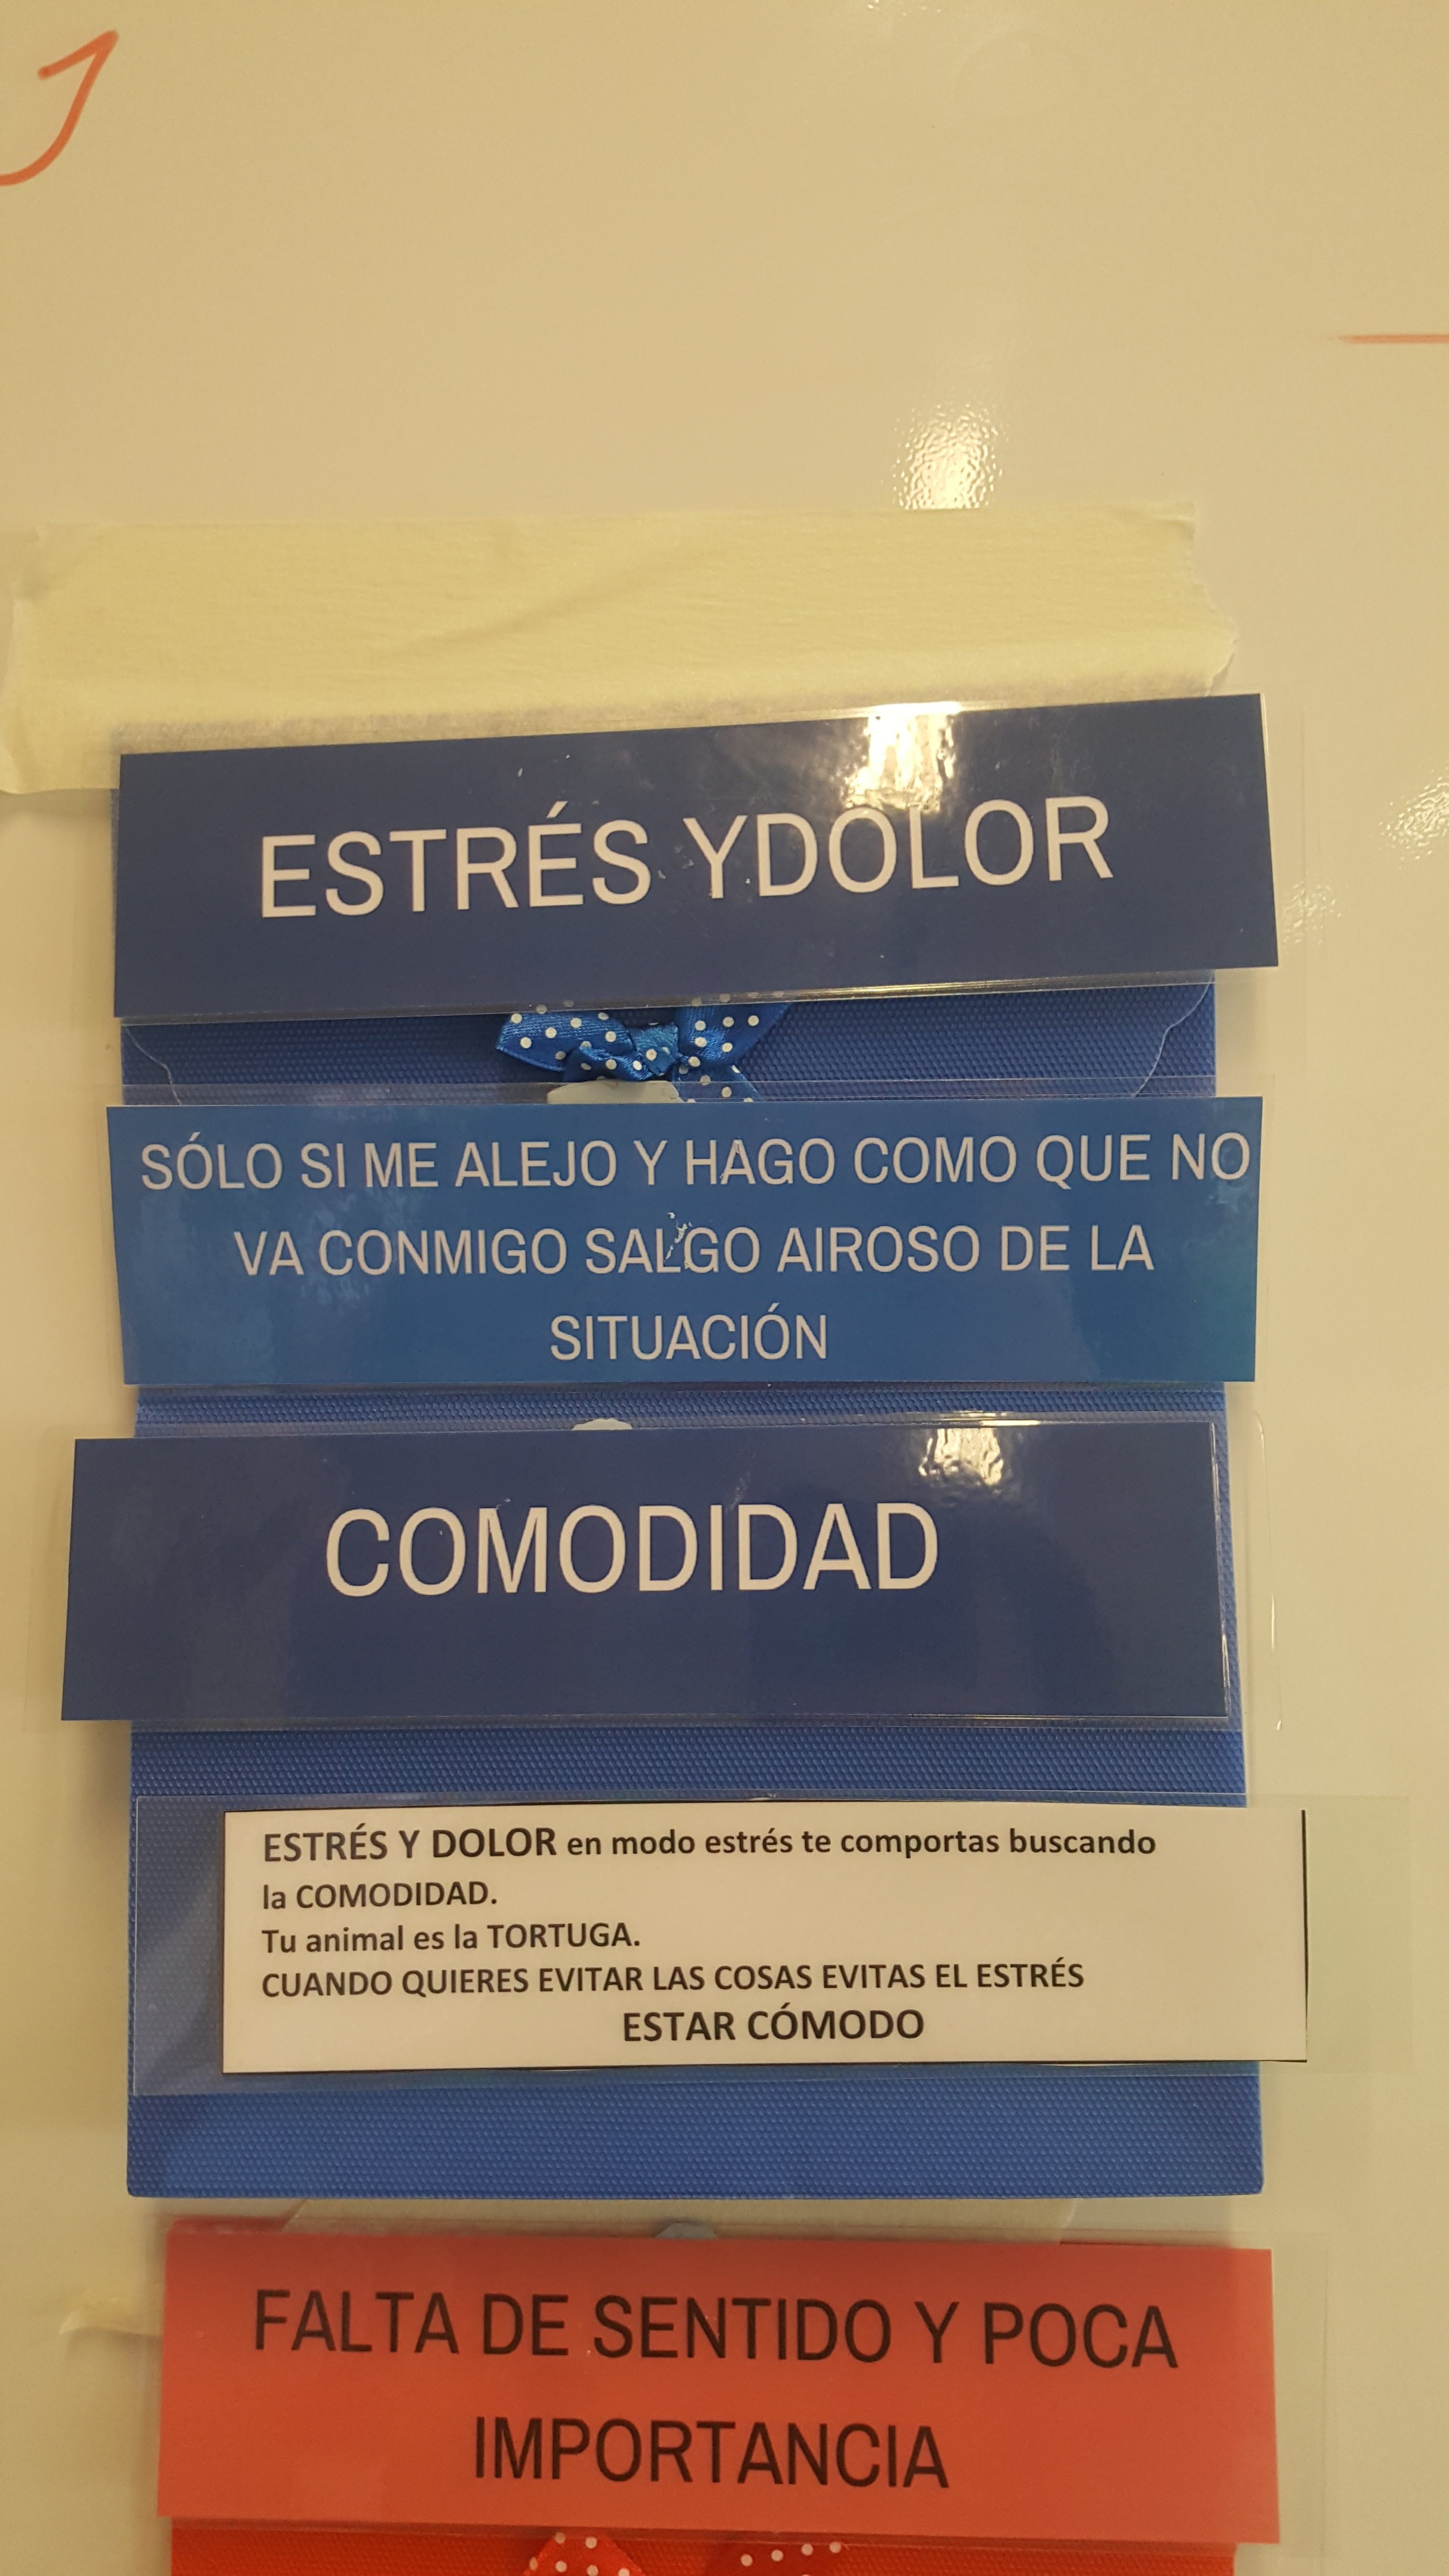 ESTRÉS YDOLOR
SÓLO SI ME ALEJO Y HAGO COMO QUE NO
VA CONMIGO SALGO AIROSO DE LA
SITUACIÓN
COMODIDAD
ESTRÉS Y DOLOR en modo estrés te comportas buscando
la COMODIDAD.
Tu animal es la TORTUGA.
CUANDO QUIERES EVITAR LAS COSAS EVITAS EL ESTRÉS
ESTAR CÓMODO
FALTA DE SENTIDO Y POCA
IMPORTANCIA